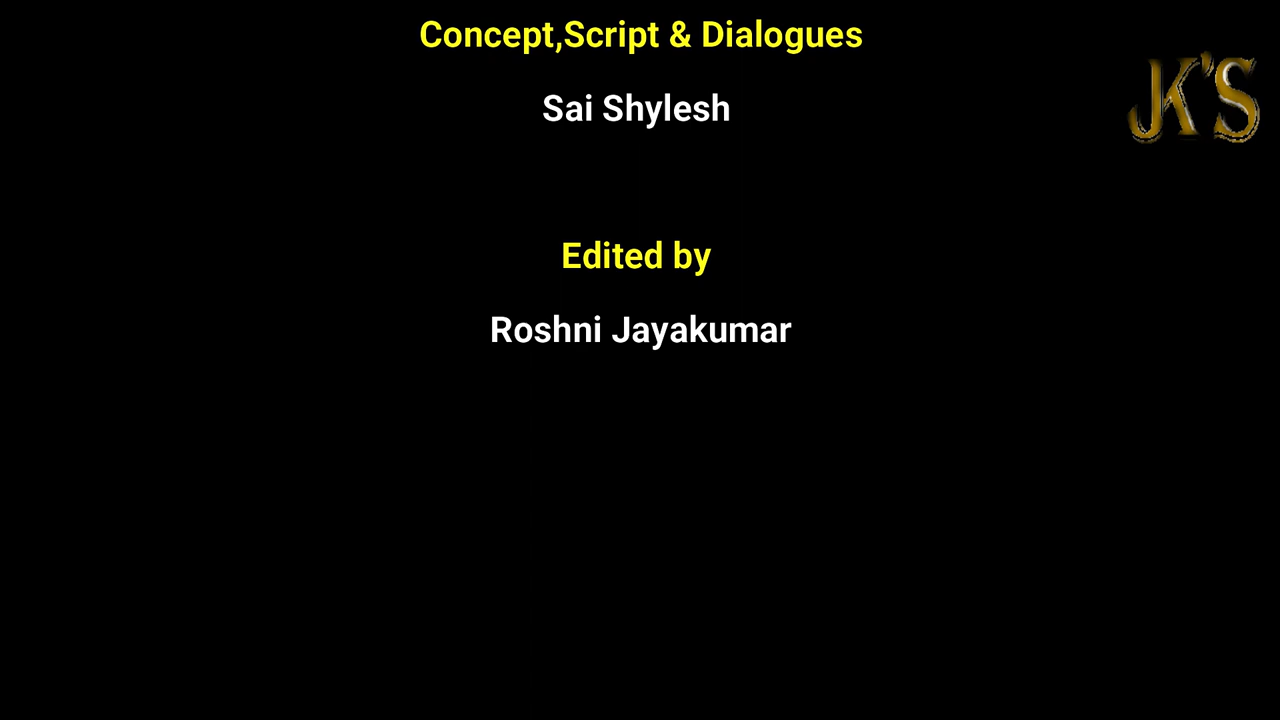 Concept,Script & Dialogues
JK'S
Sai Shylesh
Edited by
Roshni Jayakumar